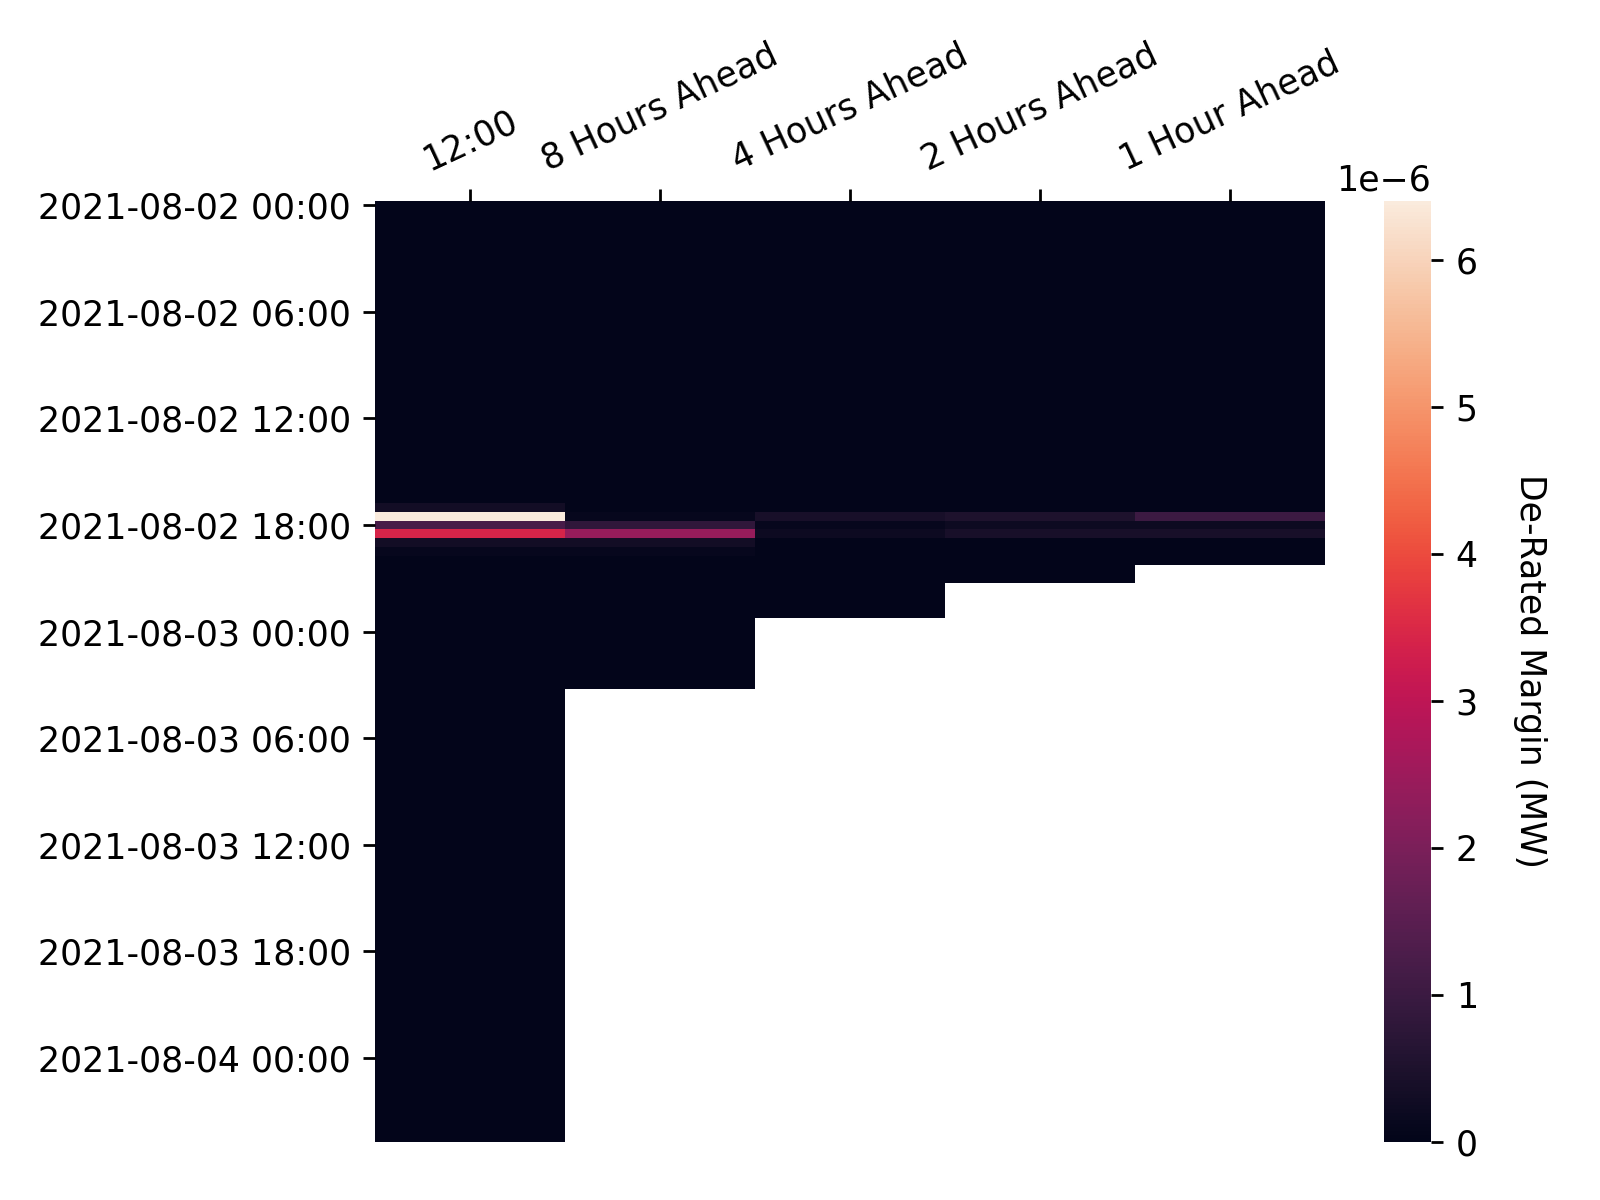 12:00
8 Hours Ahead
4 Hours Ahead
2 Hours Ahead
1 Hour Ahead
1e−6
2021-08-02 00:00
2021-08-02 06:00
2021-08-02 12:00
2021-08-02 18:00
2021-08-03 00:00
2021-08-03 06:00
2021-08-03 12:00
2021-08-03 18:00
2021-08-04 00:00
6
5
4
3
2
1
0
De-Rated Margin (MW)